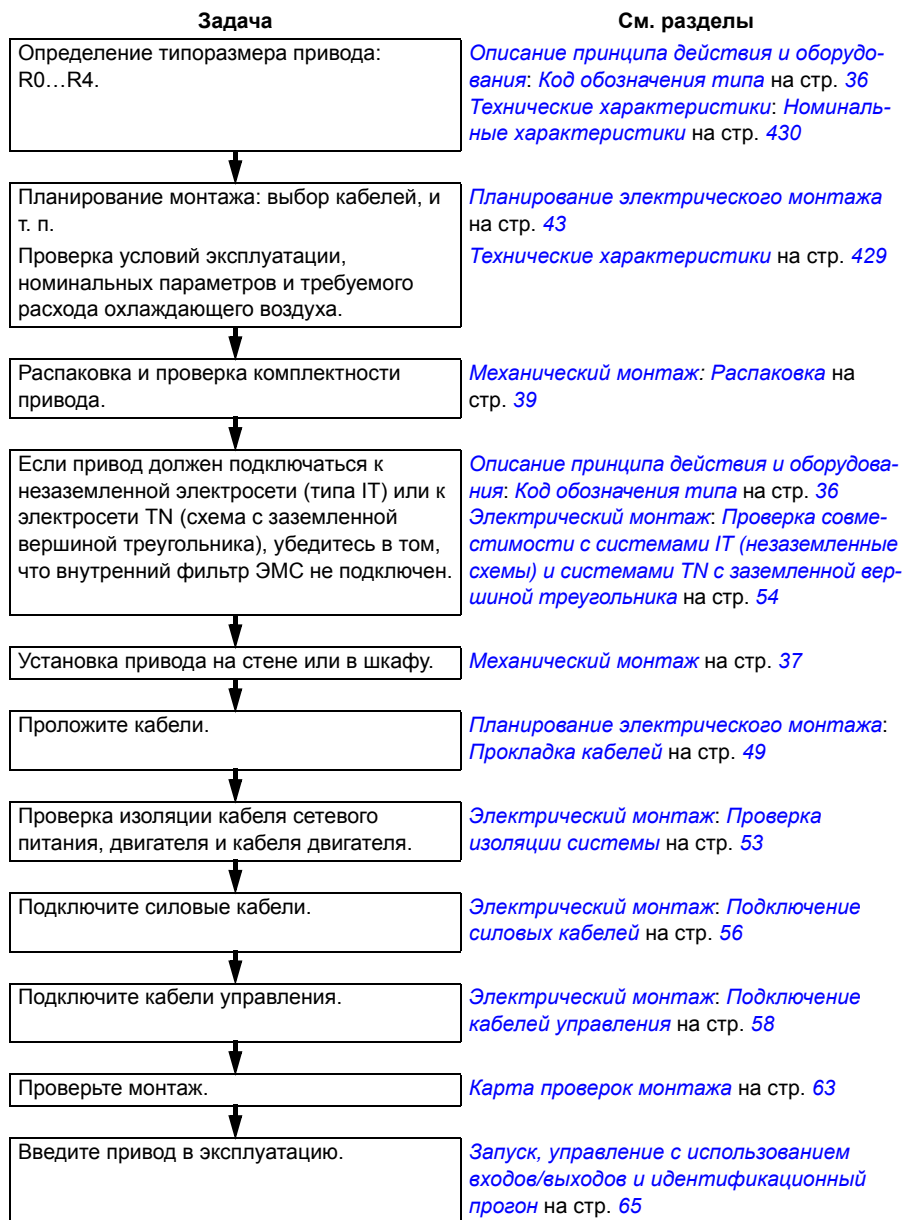 Задача
См. разделы
Определение типоразмера привода:
R0…R4.
Описание принципа действия и оборудо-
вания: Код обозначения типа на стр. 36
Технические характеристики: Номиналь-
ные характеристики на стр. 430
Планирование монтажа: выбор кабелей, и
т. п.
Проверка условий эксплуатации,
номинальных параметров и требуемого
расхода охлаждающего воздуха.
Планирование электрического монтажа
на стр. 43
Технические характеристики на стр. 429
Распаковка и проверка комплектности
привода.
Механический монтаж: Распаковка на
стр. 39
Если привод должен подключаться к
незаземленной электросети (типа IT) или к
электросети TN (схема с заземленной
вершиной треугольника), убедитесь в том,
что внутренний фильтр ЭМС не подключен.
Описание принципа действия и оборудова-
ния: Код обозначения типа на стр. 36
Электрический монтаж: Проверка совме-
стимости с системами IT (незаземленные
схемы) и системами TN с заземленной вер-
шиной треугольника на стр. 54
Установка привода на стене или в шкафу.
Механический монтаж на стр. 37
Проложите кабели.
Планирование электрического монтажа:
Прокладка кабелей на стр. 49
Проверка изоляции кабеля сетевого
питания, двигателя и кабеля двигателя.
Электрический монтаж: Проверка
изоляции системы на стр. 53
Подключите силовые кабели.
Электрический монтаж: Подключение
силовых кабелей на стр. 56
Подключите кабели управления.
Электрический монтаж: Подключение
кабелей управления на стр. 58
Проверьте монтаж.
Карта проверок монтажа на стр. 63
Введите привод в эксплуатацию.
Запуск, управление с использованием
входов/выходов и идентификационный
прогон на стр. 65